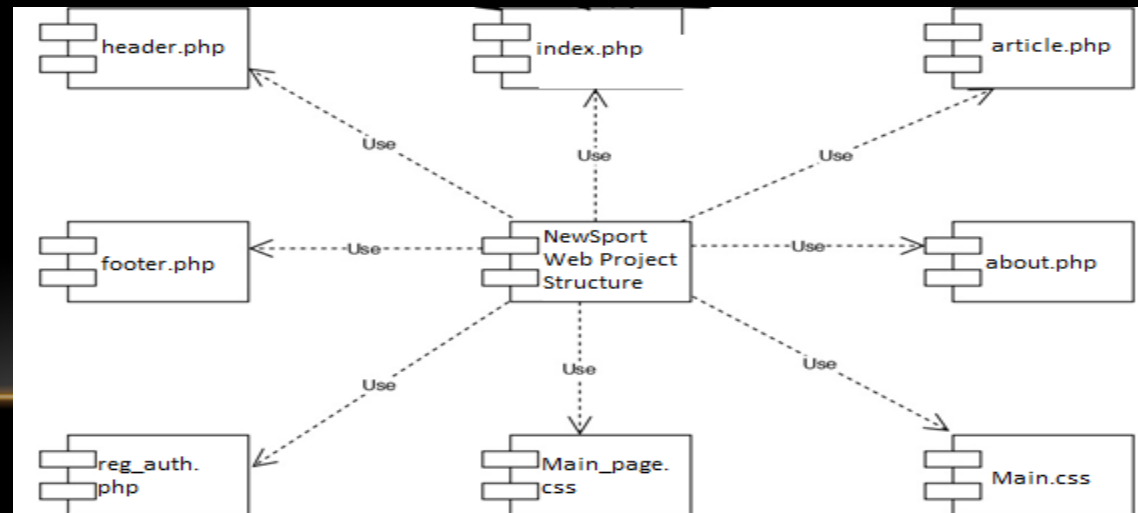 header.php
index.php
article.php
Use
Use
Use
footer.php
Use
NewSport
Web Project
Structure
Use
about.php
Use
Use
Use
reg_auth.
php
Main_page.
css
Main.css